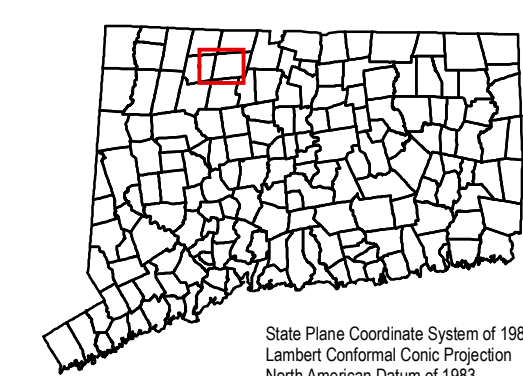 State Plane Coordinate System of 198
Lambert Conformal Conic Projection
North American Datum of 1983